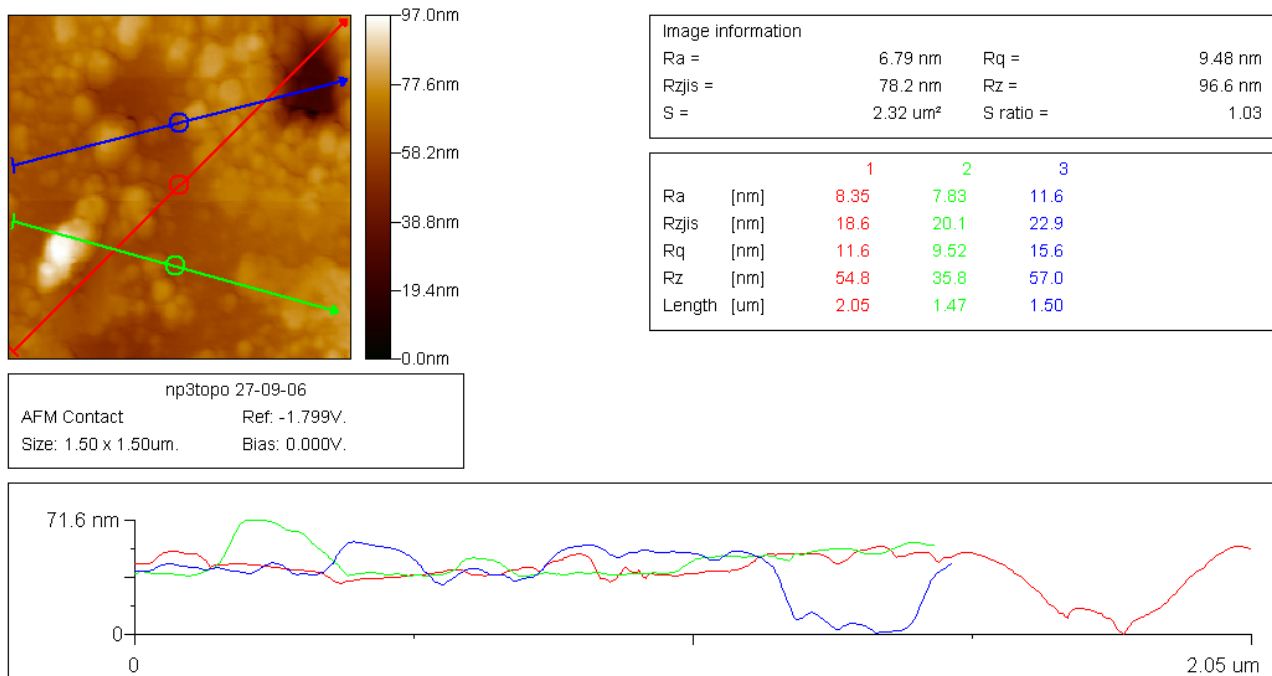 97.0nm
77.6nm
58.2nm
38.8nm
19.4nm
0.0nm
Image information
Ra = 6.79 nm Rq = 9.48 nm
Rzjis = 78.2 nm Rz = 96.6 nm
S = 2.32 um² S ratio = 1.03
1 2 3
Ra [nm] 8.35 7.83 11.6
Rzjis [nm] 18.6 20.1 22.9
Rq [nm] 11.6 9.52 15.6
Rz [nm] 54.8 35.8 57.0
Length [um] 2.05 1.47 1.50
np3topo 27-09-06
AFM Contact Ref: -1.799V.
Size: 1.50 x 1.50um. Bias: 0.000V.
71.6 nm
0
0 2.05 um